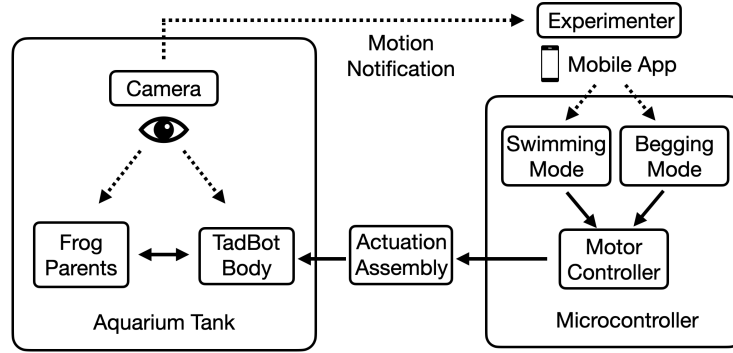 Experimenter
Motion
Notification
Mobile App
Camera
Swimming
Mode
Begging
Mode
Frog
Parents
TadBot
Body
Actuation
Assembly
Motor
Controller
Aquarium Tank
Microcontroller